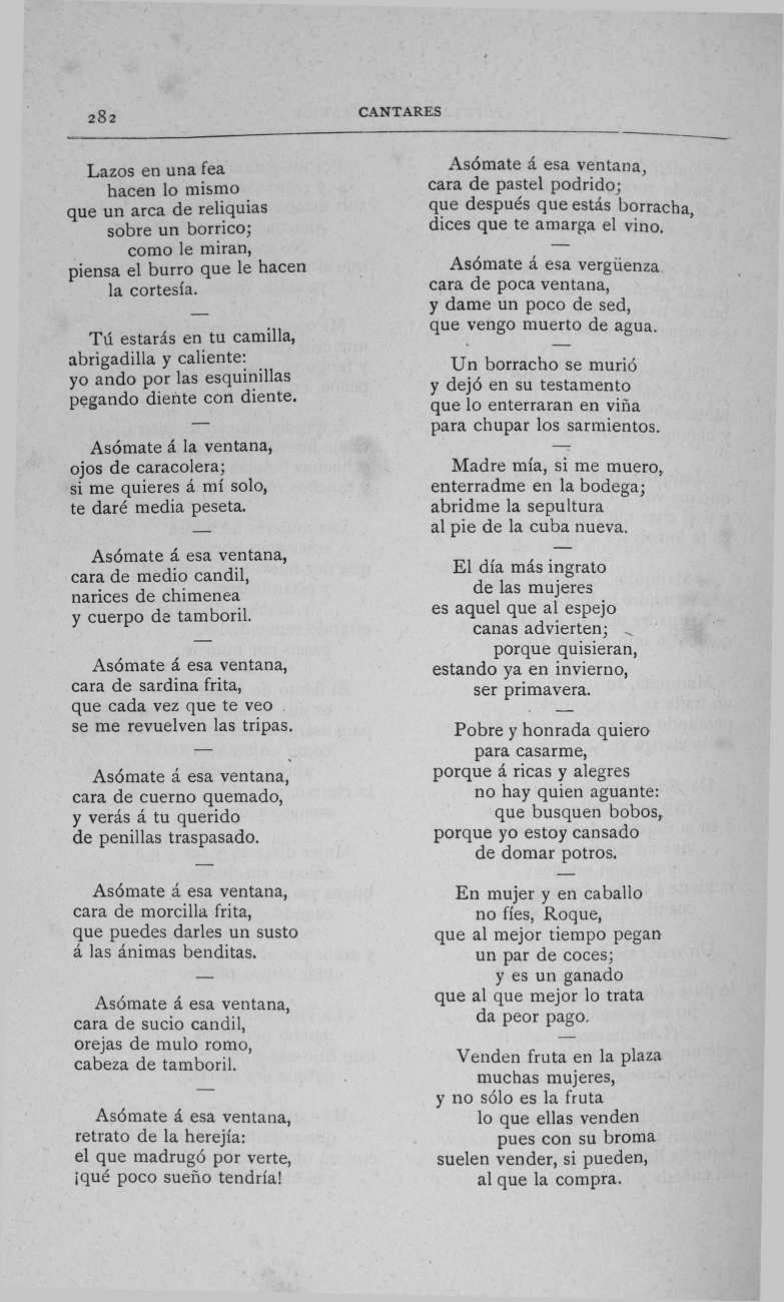 282
CANTARES
Lazos en una fea
hacen lo mismo
que un arca de reliquias
sobre un borrico;
como le miran,
piensa el burro que le hacen
la cortesía.
—
Tú estarás en tu camilla,
abrigadilla y caliente:
yo ando por las esquinillas
pegando diente con diente.
—
Asómate á la ventana,
ojos de caracolera;
si me quieres á mí solo,
te daré media peseta.
—
Asómate á esa ventana,
cara de medio candil,
narices de chimenea
y cuerpo de tamboril.
—
Asómate á esa ventana,
cara de sardina frita,
que cada vez que te veo
se me revuelven las tripas.
—
Asómate á esa ventana,
cara de cuerno quemado,
y verás á tu querido
de penillas traspasado.
—
Asómate á esa ventana,
cara de morcilla frita,
que puedes darles un susto
á las ánimas benditas.
—
Asómate á esa ventana,
cara de sucio candil,
orejas de mulo romo,
cabeza de tamboril.
—
Asómate á esa ventana,
retrato de la herejía:
el que madrugó por verte,
¡qué poco sueño tendría!
Asómate á esa ventana,
cara de pastel podrido;
que después que estás borracha,
dices que te amarga el vino.
—
Asómate á esa vergüenza
cara de poca ventana,
y dame un poco de sed,
que vengo muerto de agua.
—
Un borracho se murió
y dejó en su testamento
que lo enterraran en viña
para chupar los sarmientos.
—
Madre mía, si me muero,
enterradme en la bodega;
abridme la sepultura
al pie de la cuba nueva.
—
El día más ingrato
de las mujeres
es aquel que al espejo
canas advierten;
porque quisieran,
estando ya en invierno,
ser primavera.
—
Pobre y honrada quiero
para casarme,
porque á ricas y alegres
no hay quien aguante:
que busquen bobos,
porque yo estoy cansado
de domar potros.
—
En mujer y en caballo
no fíes, Roque,
que al mejor tiempo pegan
un par de coces;
y es un ganado
que al que mejor lo trata
da peor pago.
—
Venden fruta en la plaza
muchas mujeres,
y no sólo es la fruta
lo que ellas venden
pues con su broma
suelen vender, si pueden,
al que la compra.